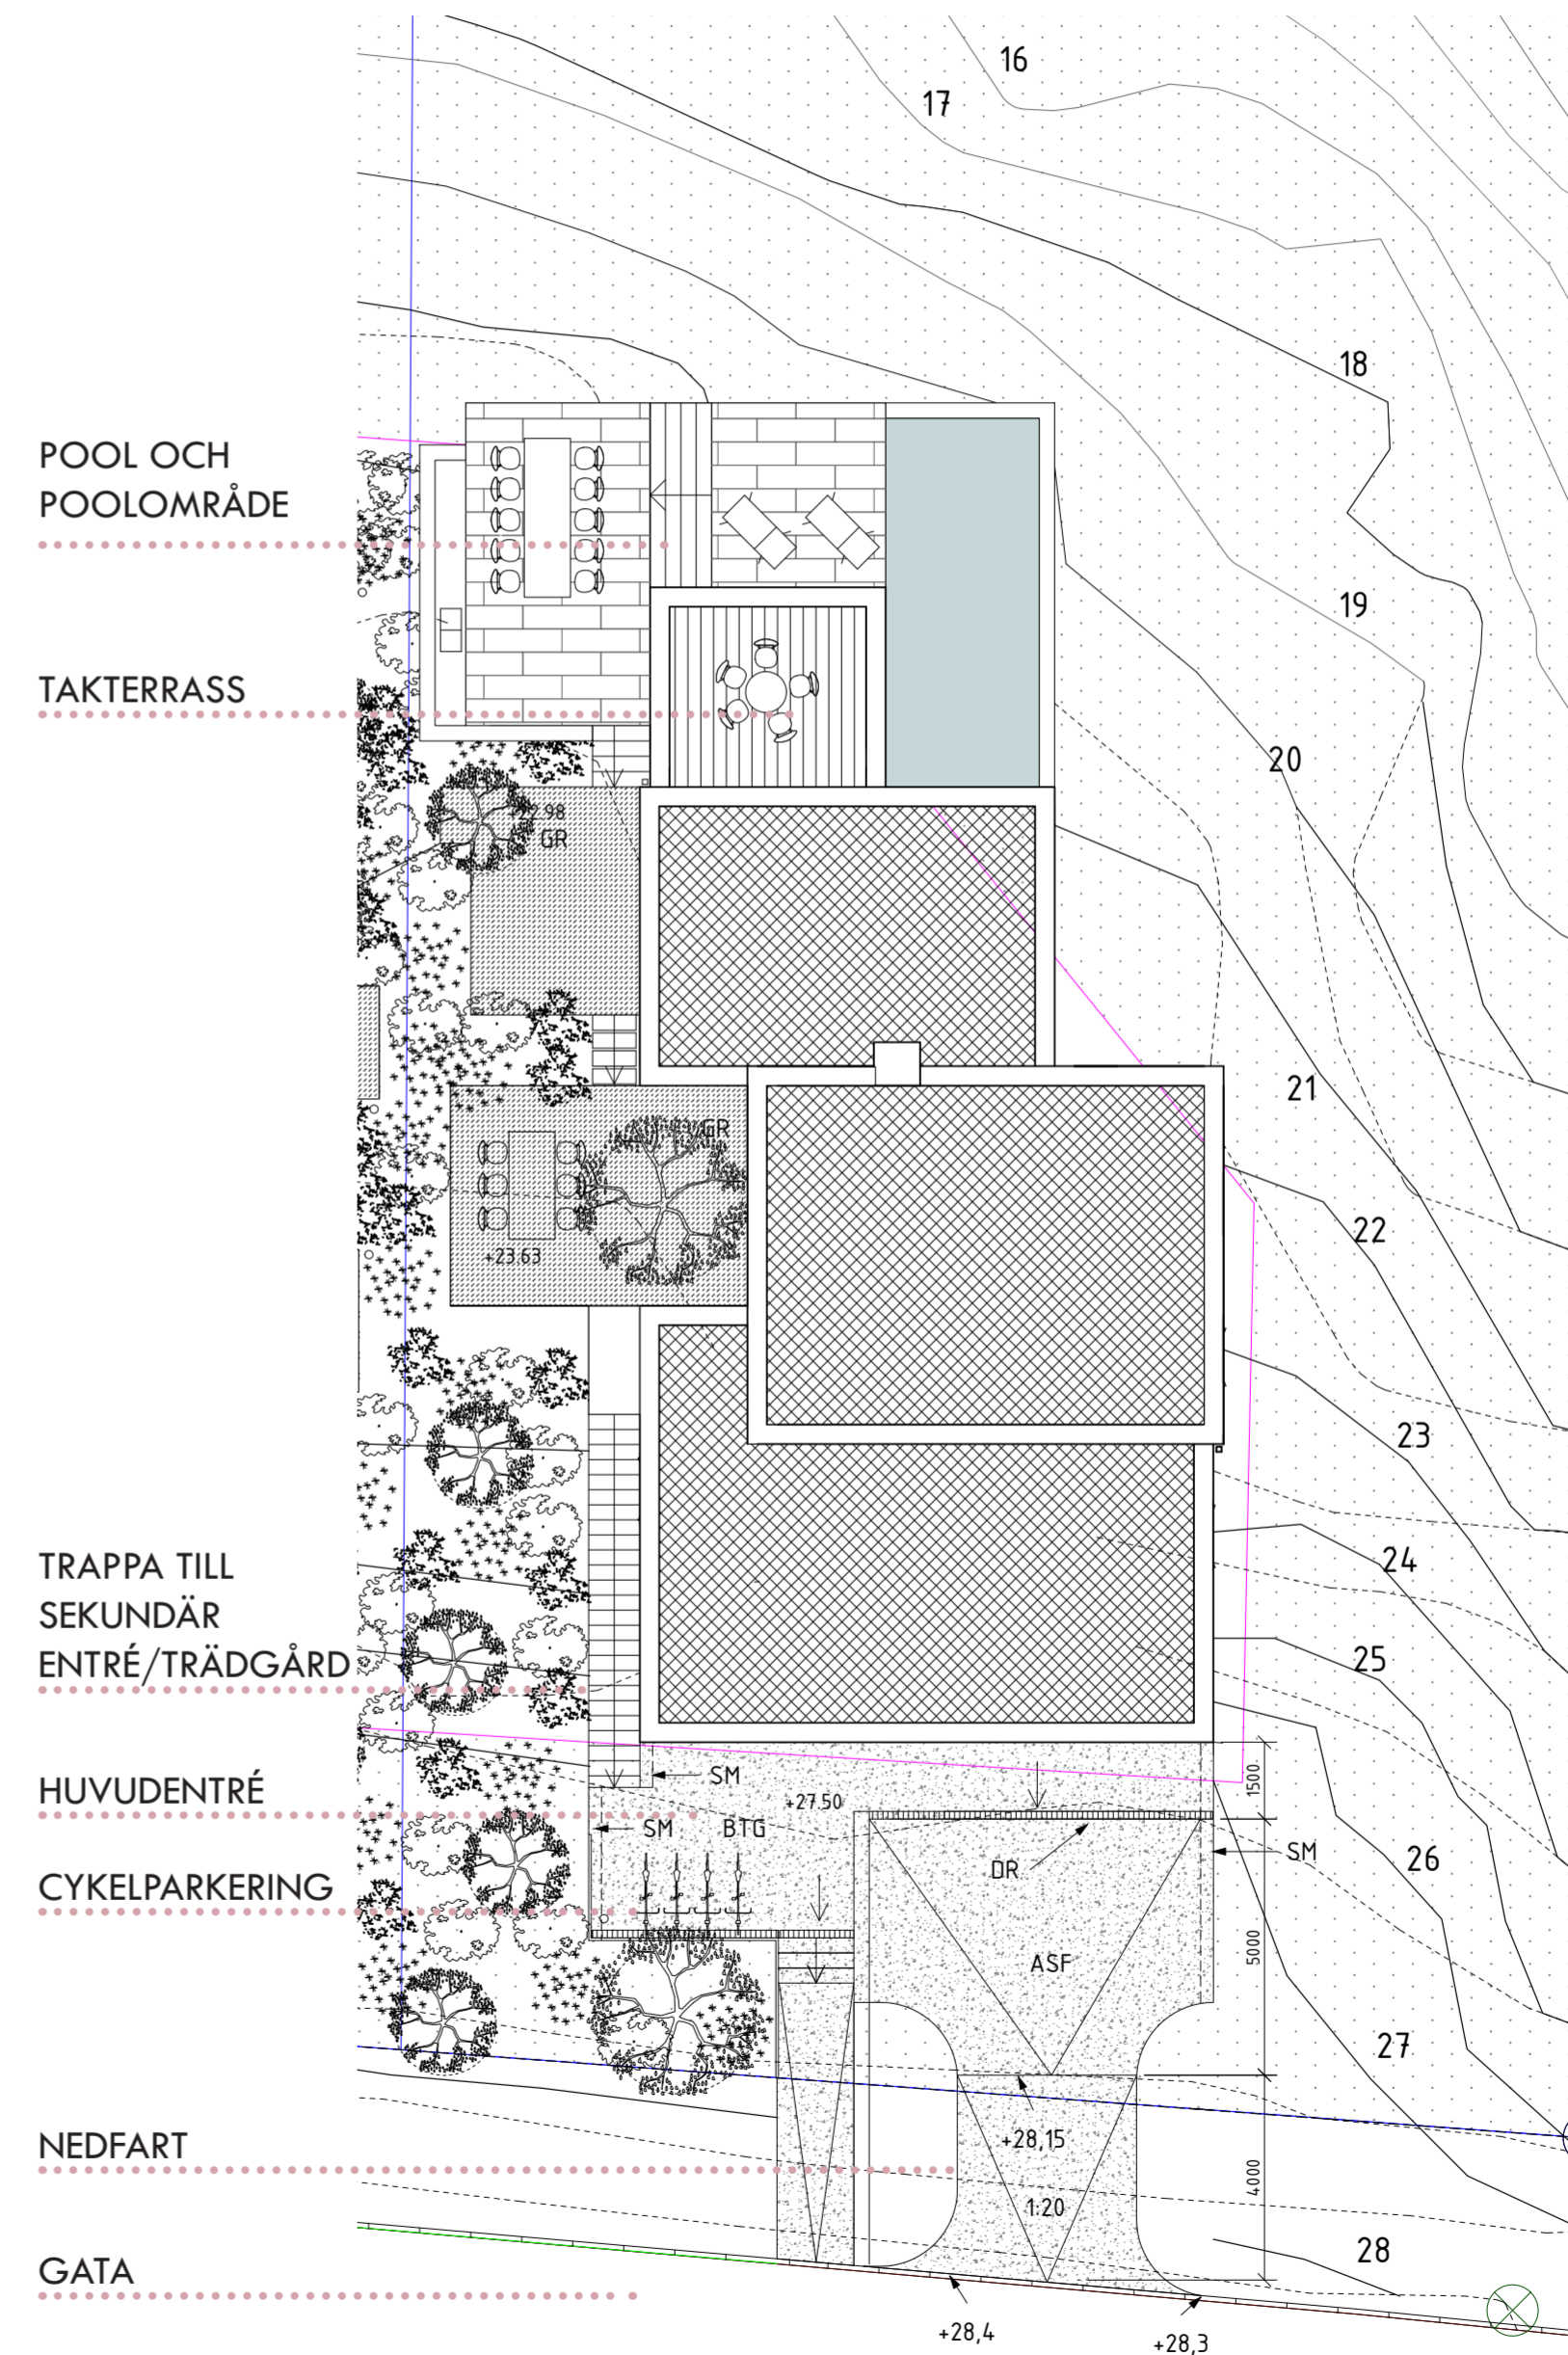 16
17
18
POOL OCH
POOLOMRÅDE
19
TAKTERRASS
20
GR
21
GR
22
+23.63
23
24
TRAPPA TILL
SEKUNDÄR
ENTRÉ/TRÄDGÅRD
25
SM
1500
HUVUDENTRÉ
+27.50
SM
BTG
SM
26
DR
CYKELPARKERING
5000
ASF
27
+28,15
NEDFART
4000
1:20
28
GATA
+28,4
+28,3